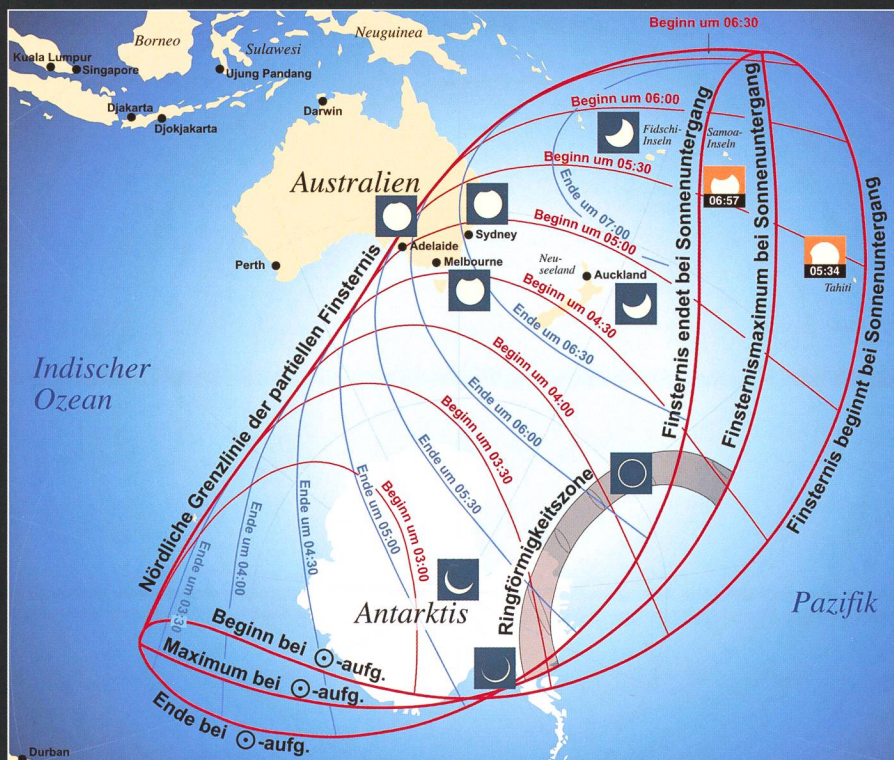 Beginn um 06:30
Borneo
Sulawesi
Neuguinea
Kuala Lumpur
Singapore
Ujung Pandang
Djakarta
Djokjakarta
Darwin
Beginn um 06:00
Fidschi-
Inseln
Samoa-
Inseln
Beginn um 05:30
Ende um 07:00
06:57
Australien
Beginn um 05:00
Sydney
Adelaide
Melbourne
Perth
Neu-
seeland
Auckland
05:34
Tahiti
Beginn um 04:30
Ende um 06:30
Indischer
Ozean
Nördliche Grenzlinie der partiellen Finsternis
Finsternis endet bei Sonnenuntergang
Finsternismaximum bei Sonnenuntergang
Finsternis beginnt bei Sonnenuntergang
Beginn um 04:00
Ende um 06:00
Beginn um 03:30
Ende um 05:30
Beginn um 03:00
Ende um 05:00
Ende um 04:30
Ende um 04:00
Ende um 03:30
Ringförmigkeitszone
Antarktis
Pazifik
Beginn bei ☉-aufg.
Maximum bei ☉-aufg.
Ende bei ☉-aufg.
Durban